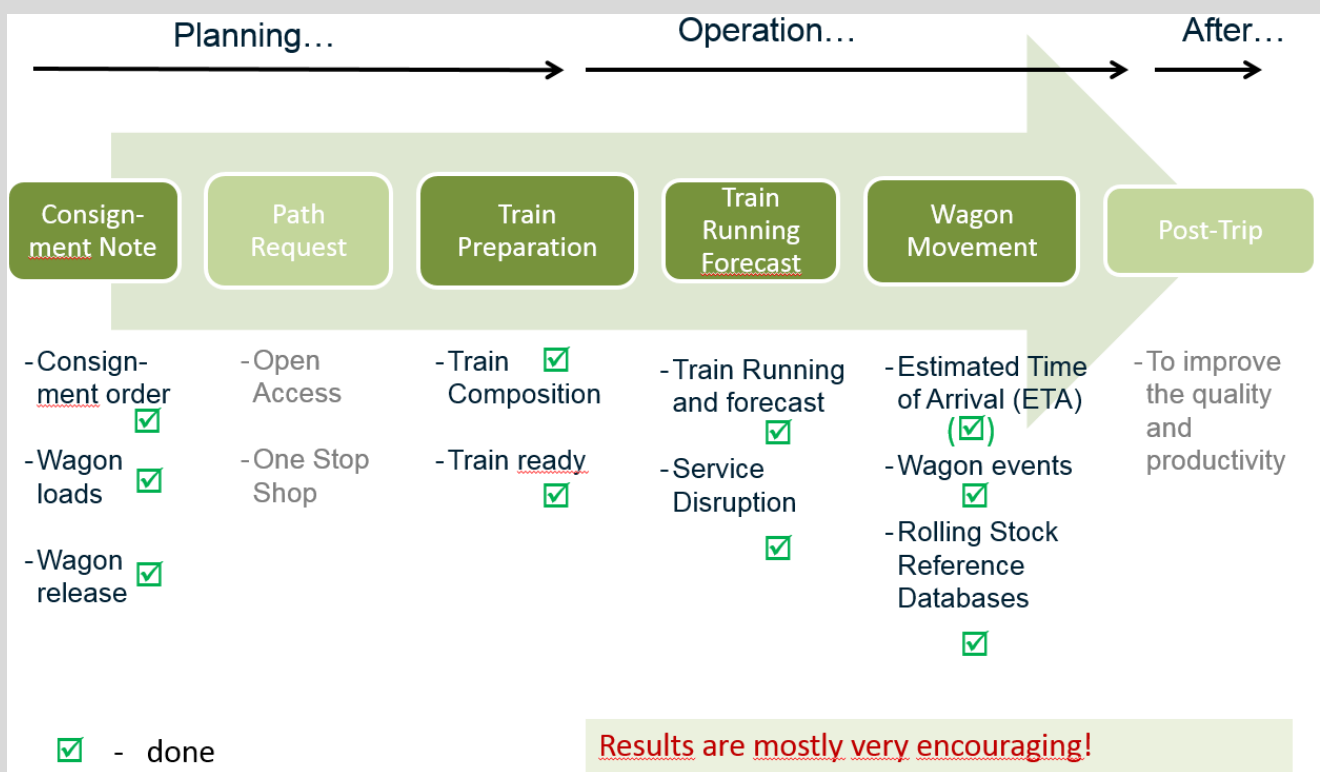 Planning…
Operation…
After…
Consign-
ment Note
Path
Request
Train
Preparation
Train
Running
Forecast
Wagon
Movement
Post-Trip
-Consign-
ment order
-Wagon
loads
-Wagon
release
-Open
Access
-One Stop
Shop
-Train
Composition
-Train ready
-Train Running
and forecast
-Service
Disruption
-Estimated Time
of Arrival (ETA)
(☑)
-Wagon events
-Rolling Stock
Reference
Databases
-To improve
the quality
and
productivity
☑ - done
Results are mostly very encouraging!